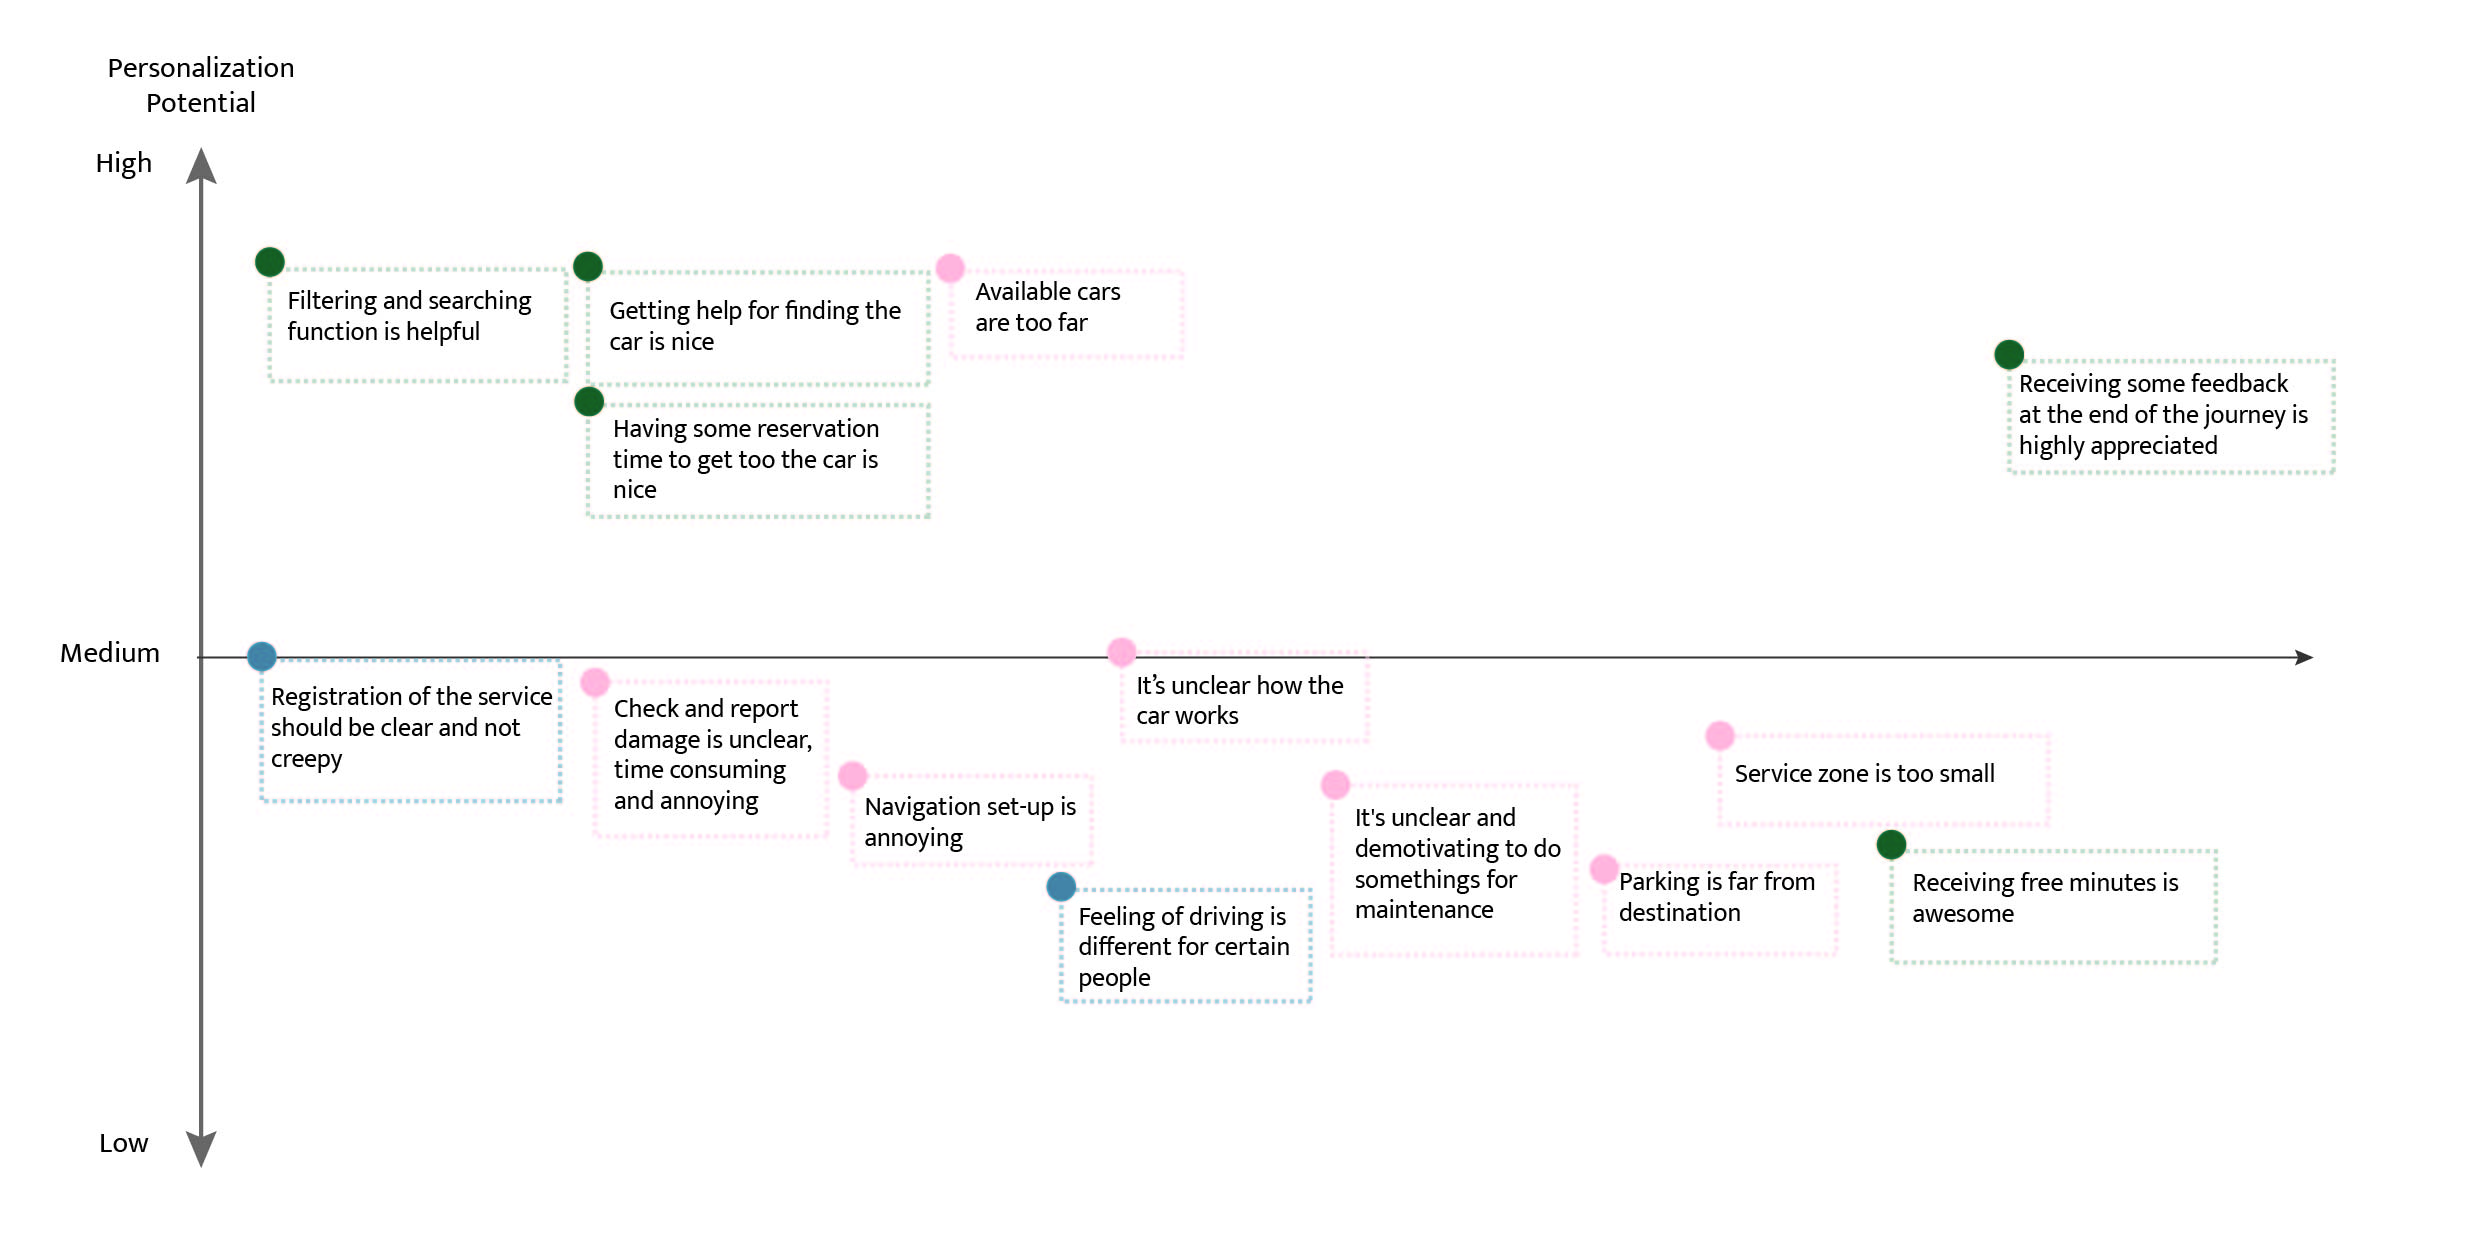 Personalization
Potential
High
Filtering and searching
function is helpful
Getting help for finding the
car is nice
Available cars
are too far
Having some reservation
time to get too the car is
nice
Receiving some feedback
at the end of the journey is
highly appreciated
Medium
Registration of the service
should be clear and not
creepy
Check and report
damage is unclear,
time consuming
and annoying
Navigation set-up is
annoying
It’s unclear how the
car works
Feeling of driving is
different for certain
people
It's unclear and
demotivating to do
somethings for
maintenance
Service zone is too small
Parking is far from
destination
Receiving free minutes is
awesome
Low